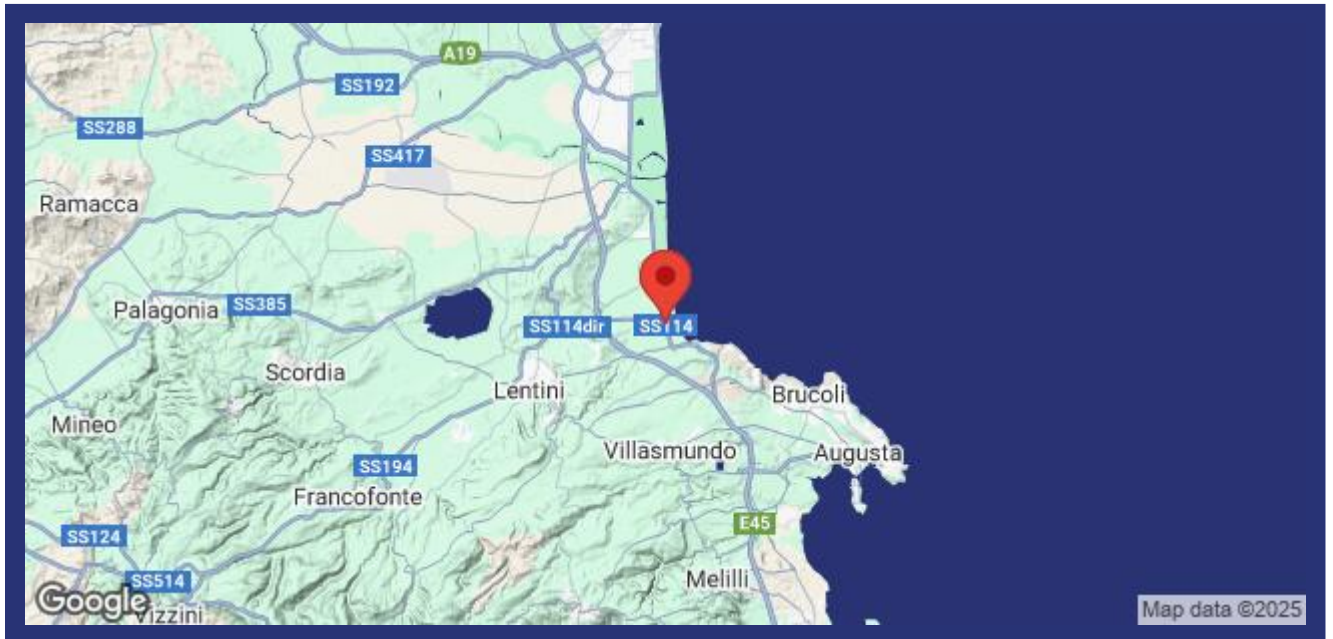 A19
SS192
SS288
SS417
Ramacca
Palagonia
SS385
SS114dir
SS114
Scordia
Lentini
Brucoli
Mineo
Villasmundo
Augusta
SS194
Francofonte
E45
SS124
SS514
Melilli
Google
Vizzini
Map data ©2025